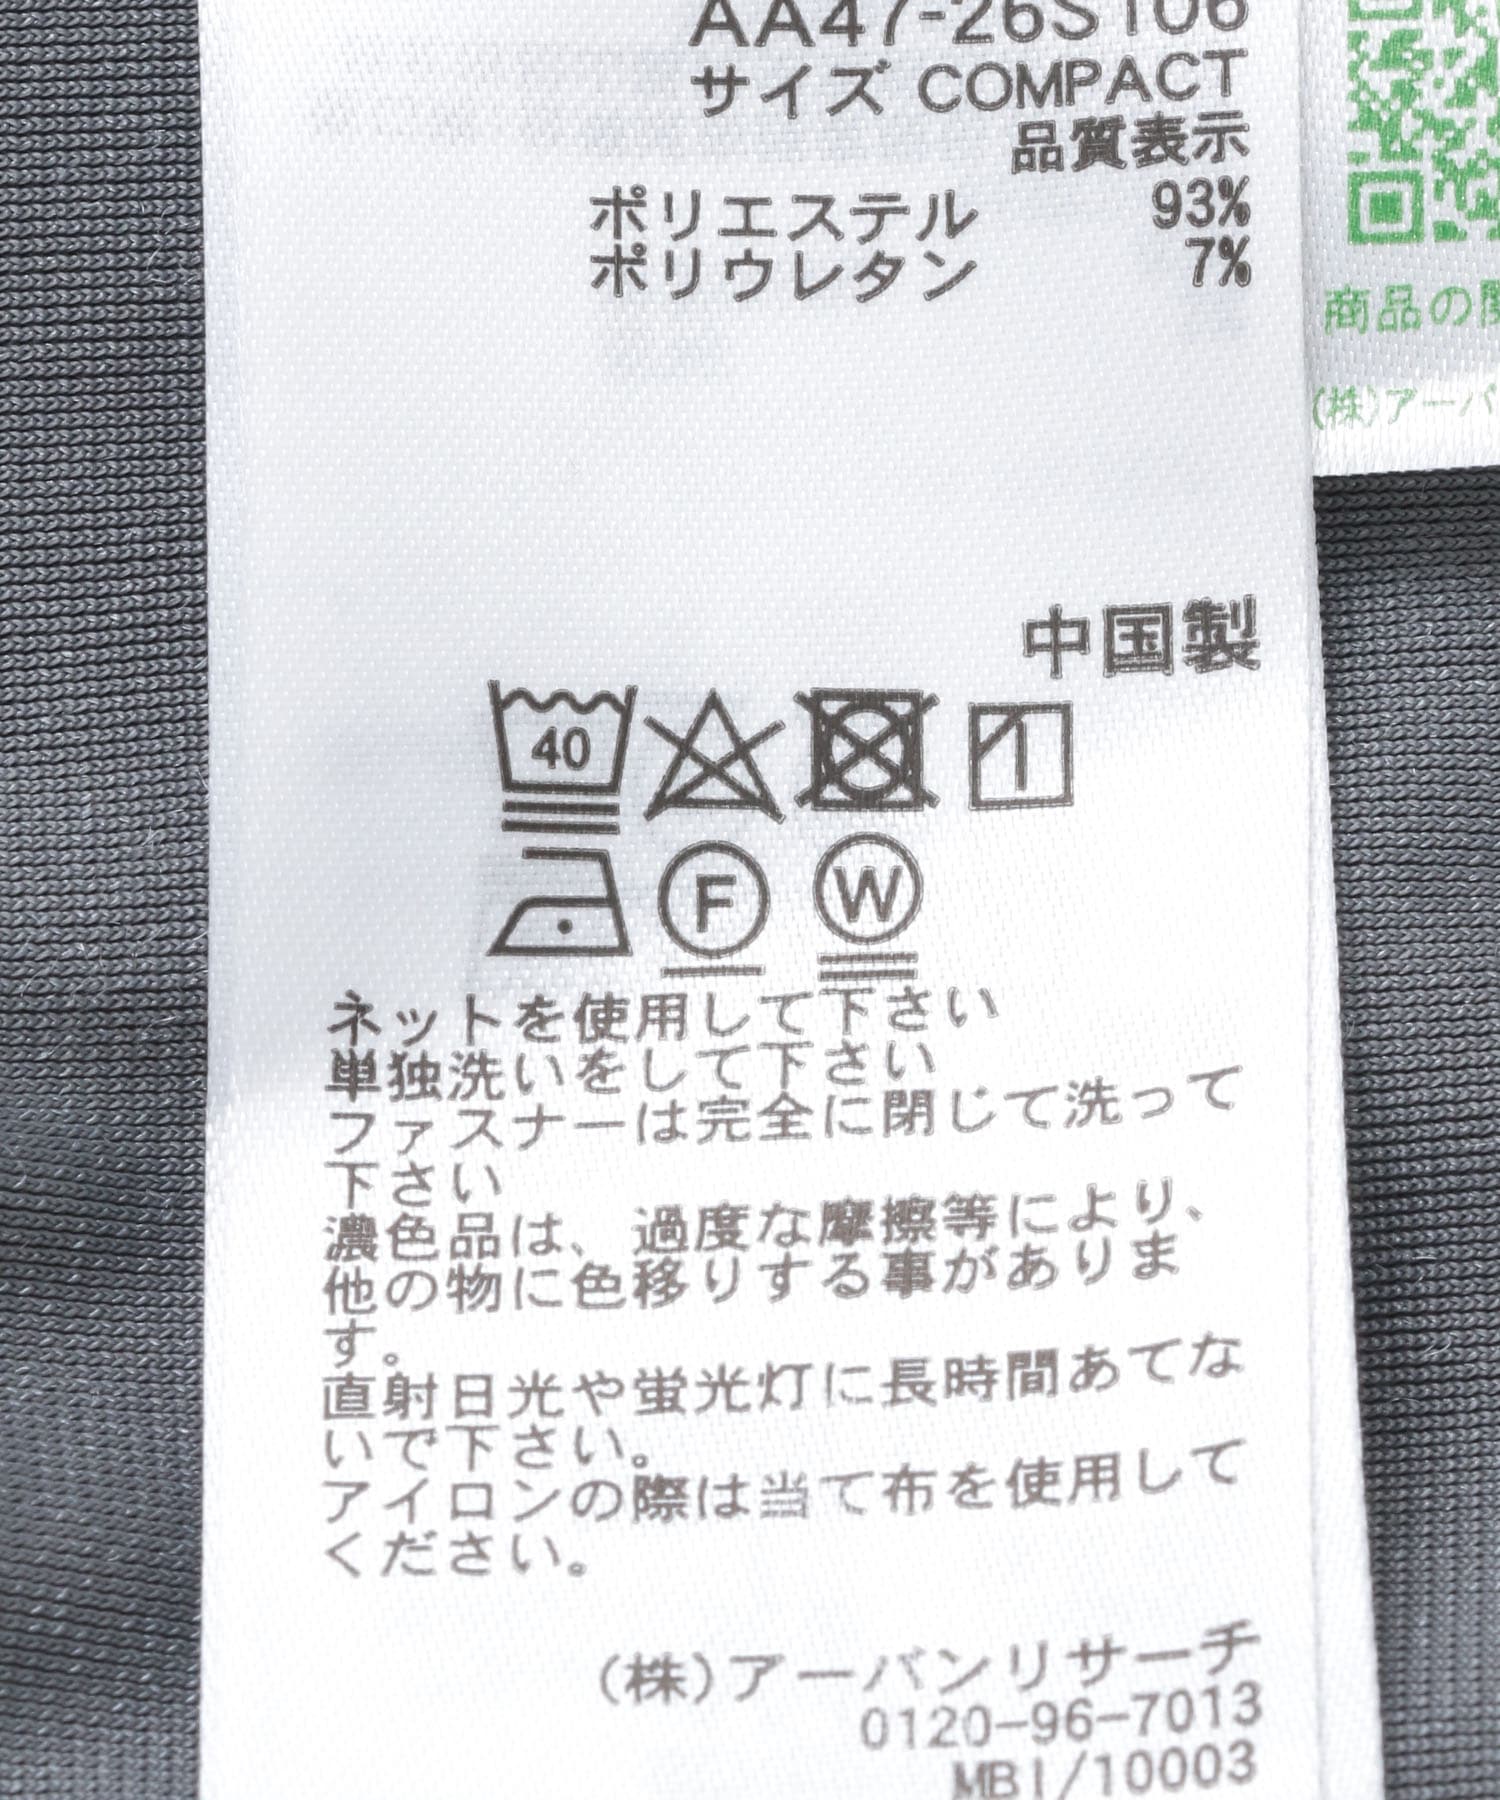 AA47-26S106
サイズ COMPACT
品質表示
ポリエステル 93%
ポリウレタン 7%
商品の関
(株)アーバ
中国製
40
F
W
ネットを使用して下さい
単独洗いをして下さい
ファスナーは完全に閉じて洗って
下さい
濃色品は、過度な摩擦等により、
他の物に色移りする事がありま
す。
直射日光や蛍光灯に長時間あてな
いで下さい。
アイロンの際は当て布を使用して
ください。
(株)アーバンリサーチ
0120-96-7013
MBI/10003